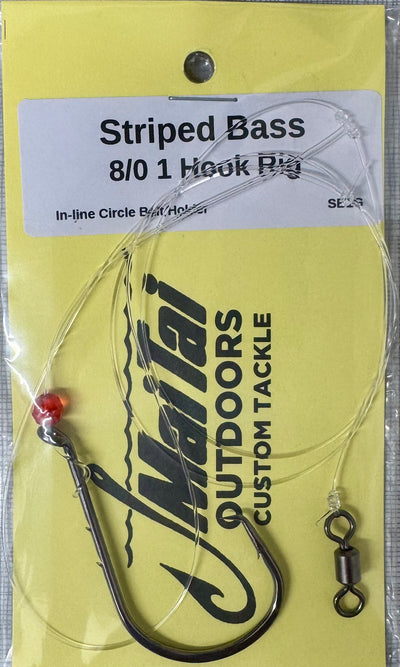 Striped Bass
8/0 1 Hook Rig
In-line Circle Bait Holder
MaiTai
OUTDOORS
CUSTOM TACKLE